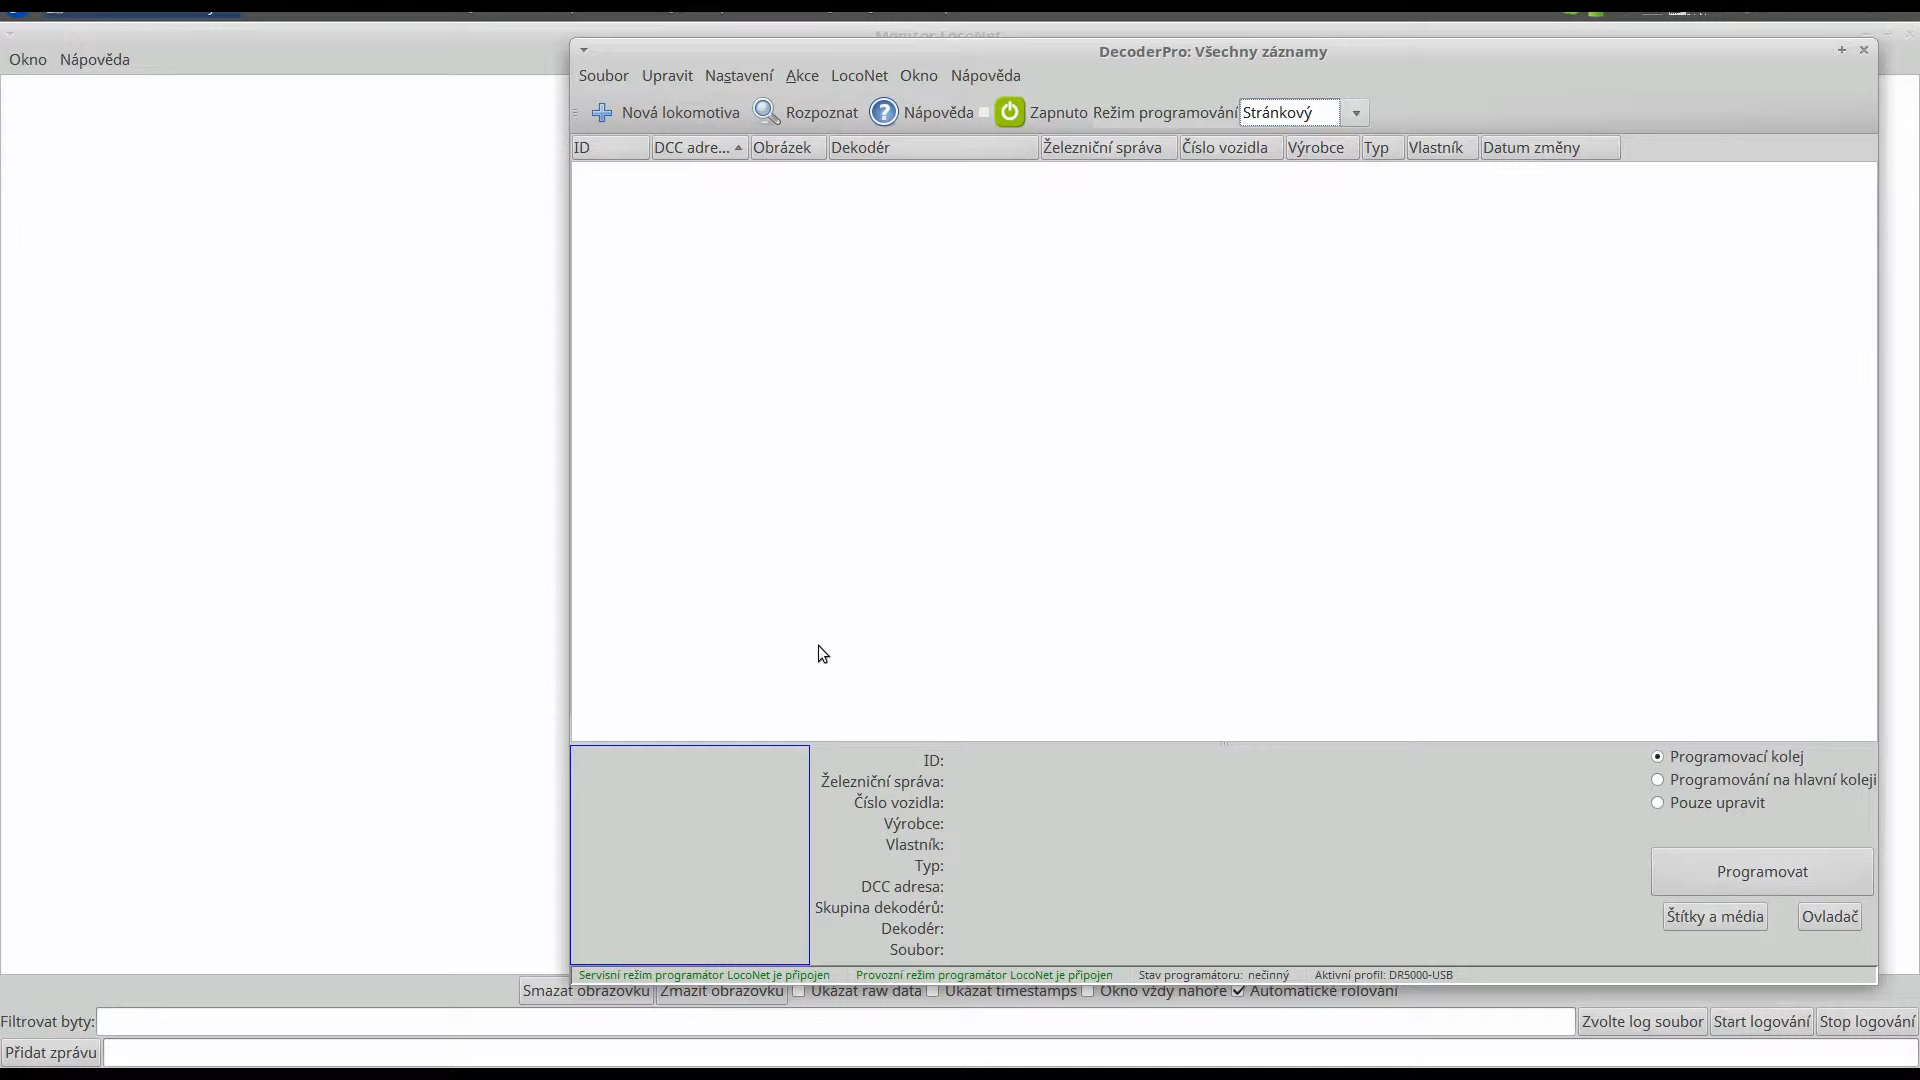 Monitor LocoNet
Okno Nápověda
DecoderPro: Všechny záznamy
Soubor Upravit Nastavení Akce LocoNet Okno Nápověda
Nová lokomotiva Rozpoznat Nápověda Zapnuto Režim programování Stránkový
ID DCC adre... Obrázek Dekodér Železniční správa Číslo vozidla Výrobce Typ Vlastník Datum změny
ID:
Železniční správa:
Číslo vozidla:
Výrobce:
Vlastník:
Typ:
DCC adresa:
Skupina dekodérů:
Dekodér:
Soubor:
Programovací kolej
Programování na hlavní koleji
Pouze upravit
Programovat
Štítky a média Ovladač
Servisní režim programátor LocoNet je připojen Provozní režim programátor LocoNet je připojen Stav programátoru: nečinný Aktivní profil: DR5000-USB
Smazat obrazovku Zmazit obrazovku Ukázat raw data Ukázat timestamps Okno vždy nahoře Automatické rolování
Filtrovat byty: Zvolte log soubor Start logování Stop logování
Přidat zprávu